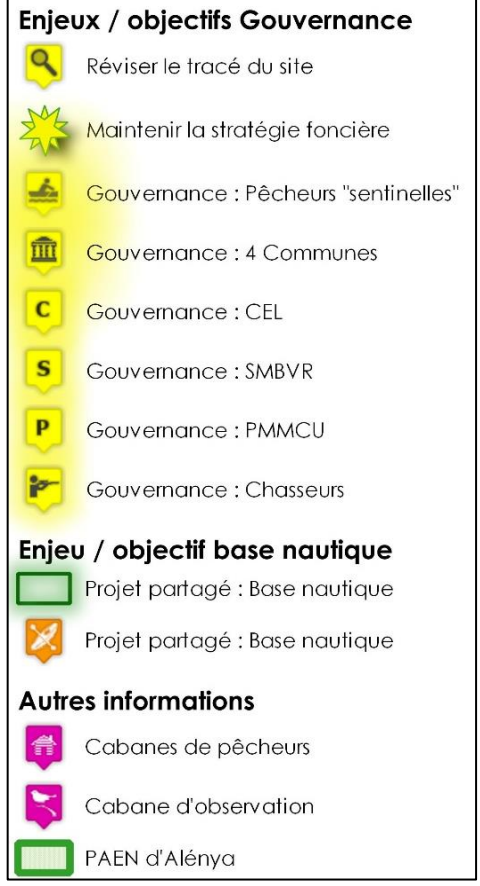 Enjeux / objectifs Gouvernance
Réviser le tracé du site
Maintenir la stratégie foncière
Gouvernance : Pêcheurs "sentinelles"
Gouvernance : 4 Communes
C Gouvernance : CEL
S Gouvernance : SMBVR
P Gouvernance : PMMCU
Gouvernance : Chasseurs
Enjeu / objectif base nautique
Projet partagé : Base nautique
Projet partagé : Base nautique
Autres informations
Cabanes de pêcheurs
Cabane d'observation
PAEN d'Alénya